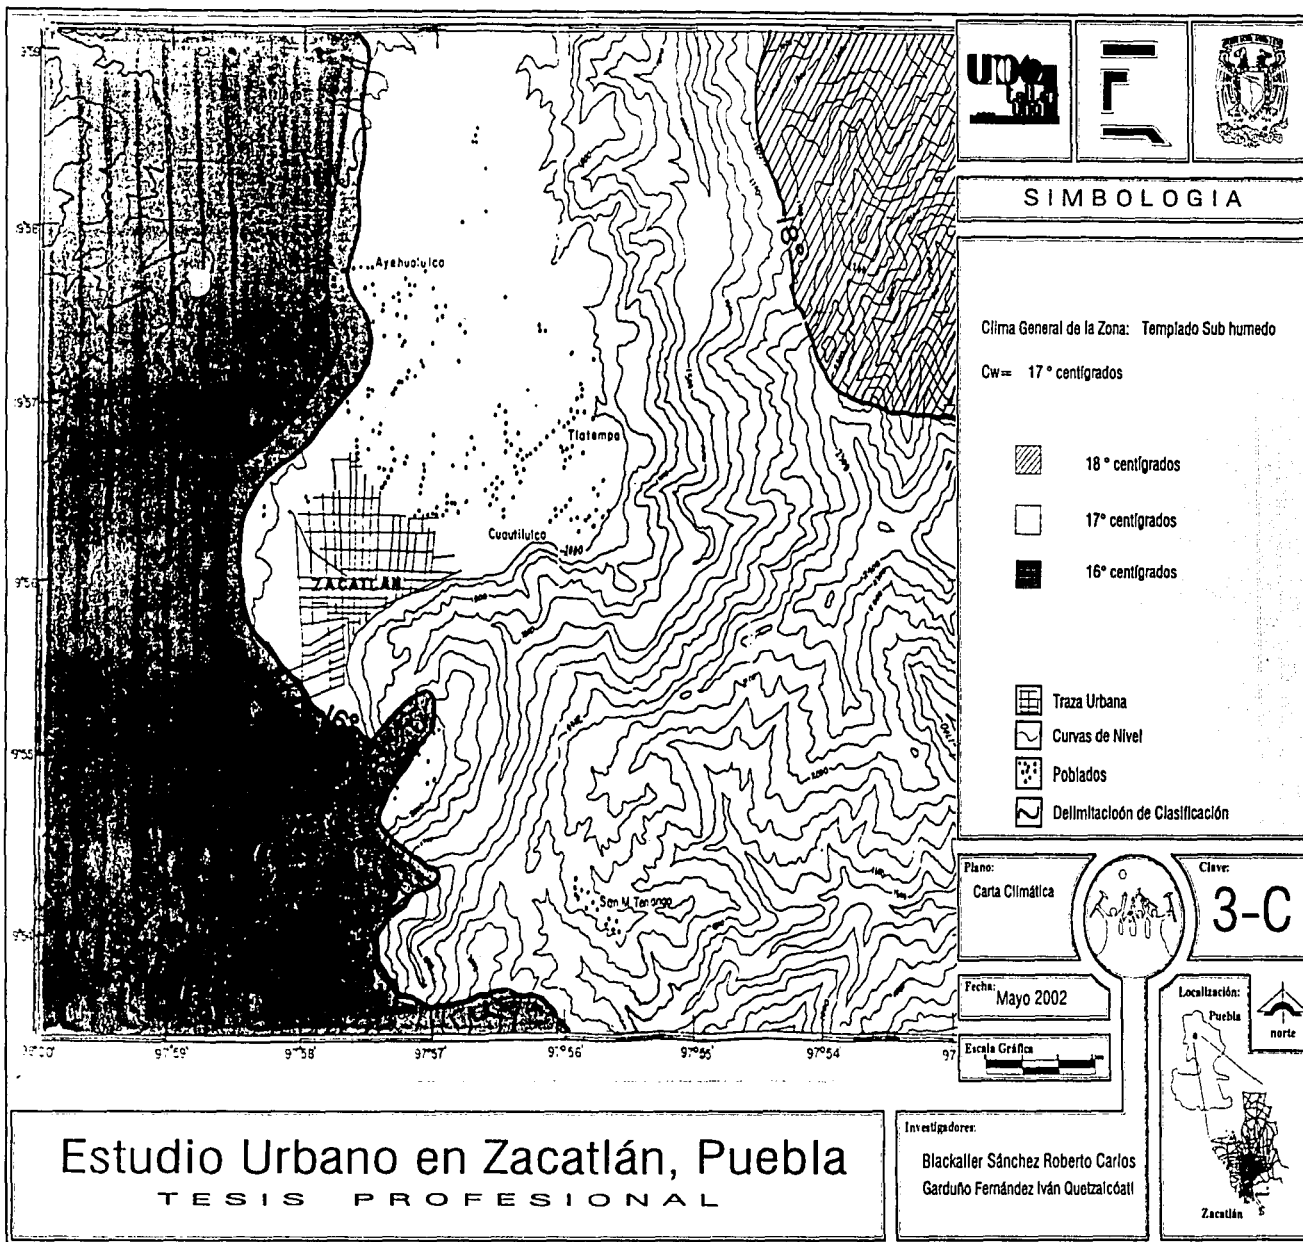 SIMBOLOGIA
Clima General de la Zona: Templado Sub humedo
Cw= 17 ° centígrados
18 ° centígrados
17° centígrados
16° centígrados
Traza Urbana
Curvas de Nivel
Poblados
Delimitacioón de Clasificación
Plano:
Carta Climática
Clave:
3-C
Fecha: Mayo 2002
Escala Gráfica
Localización:
Puebla
norte
Zacatlán
Ayehualulco
Tlatempa
Cuautilulco
ZACATLAN
San M. Tenango
18°
16°
97°59'
97°58'
97°57'
97°56'
97°55'
97°54'
Estudio Urbano en Zacatlán, Puebla
TESIS PROFESIONAL
Investigadores:
Blackaller Sánchez Roberto Carlos
Garduño Fernández Iván Quetzalcóatl